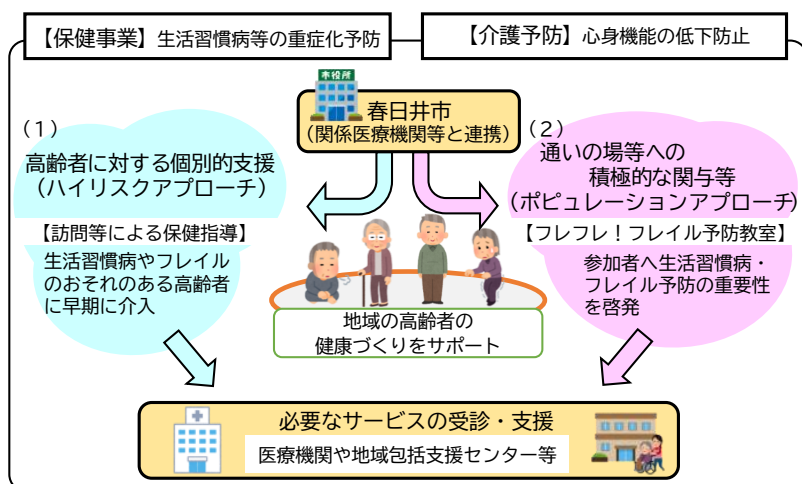 【保健事業】生活習慣病等の重症化予防
【介護予防】心身機能の低下防止
市役所
春日井市
（関係医療機関等と連携）
（１）
高齢者に対する個別的支援
（ハイリスクアプローチ）
【訪問等による保健指導】
生活習慣病やフレイル
のおそれのある高齢者
に早期に介入
（２）
通いの場等への
積極的な関与等
（ポピュレーションアプローチ）
【フレフレ！フレイル予防教室】
参加者へ生活習慣病・
フレイル予防の重要性
を啓発
地域の高齢者の
健康づくりをサポート
必要なサービスの受診・支援
医療機関や地域包括支援センター等